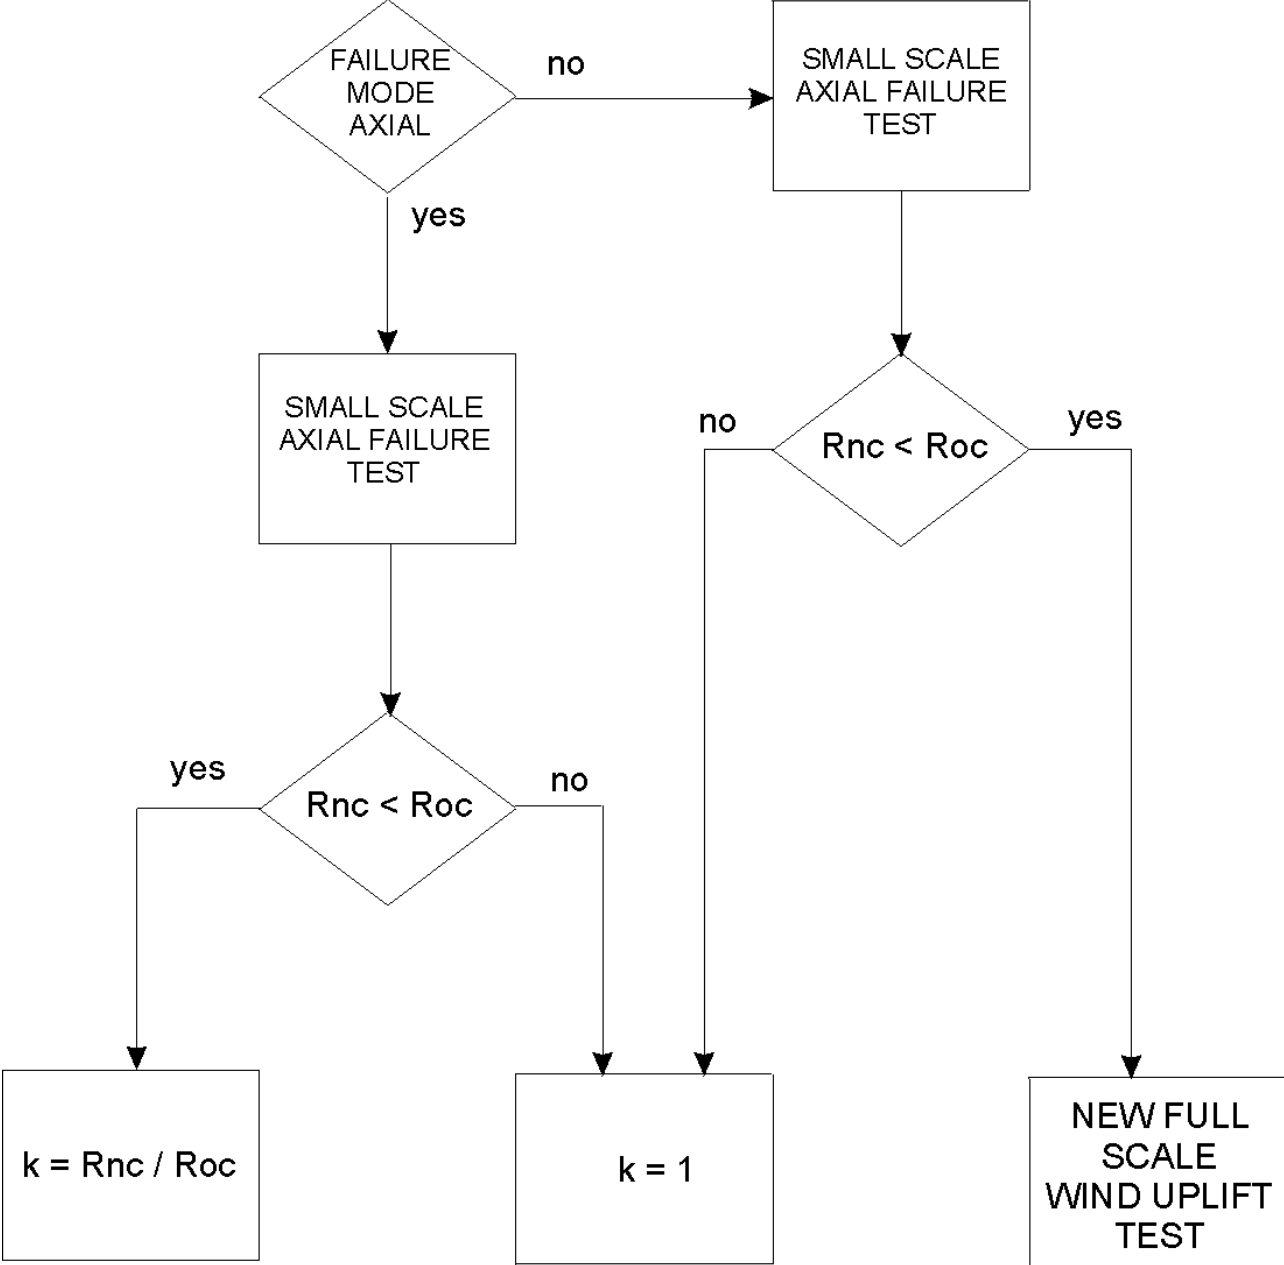 FAILURE
MODE
AXIAL
no
SMALL SCALE
AXIAL FAILURE
TEST
yes
SMALL SCALE
AXIAL FAILURE
TEST
no
Rnc < Roc
yes
yes
Rnc < Roc
no
k = Rnc / Roc
k = 1
NEW FULL
SCALE
WIND UPLIFT
TEST